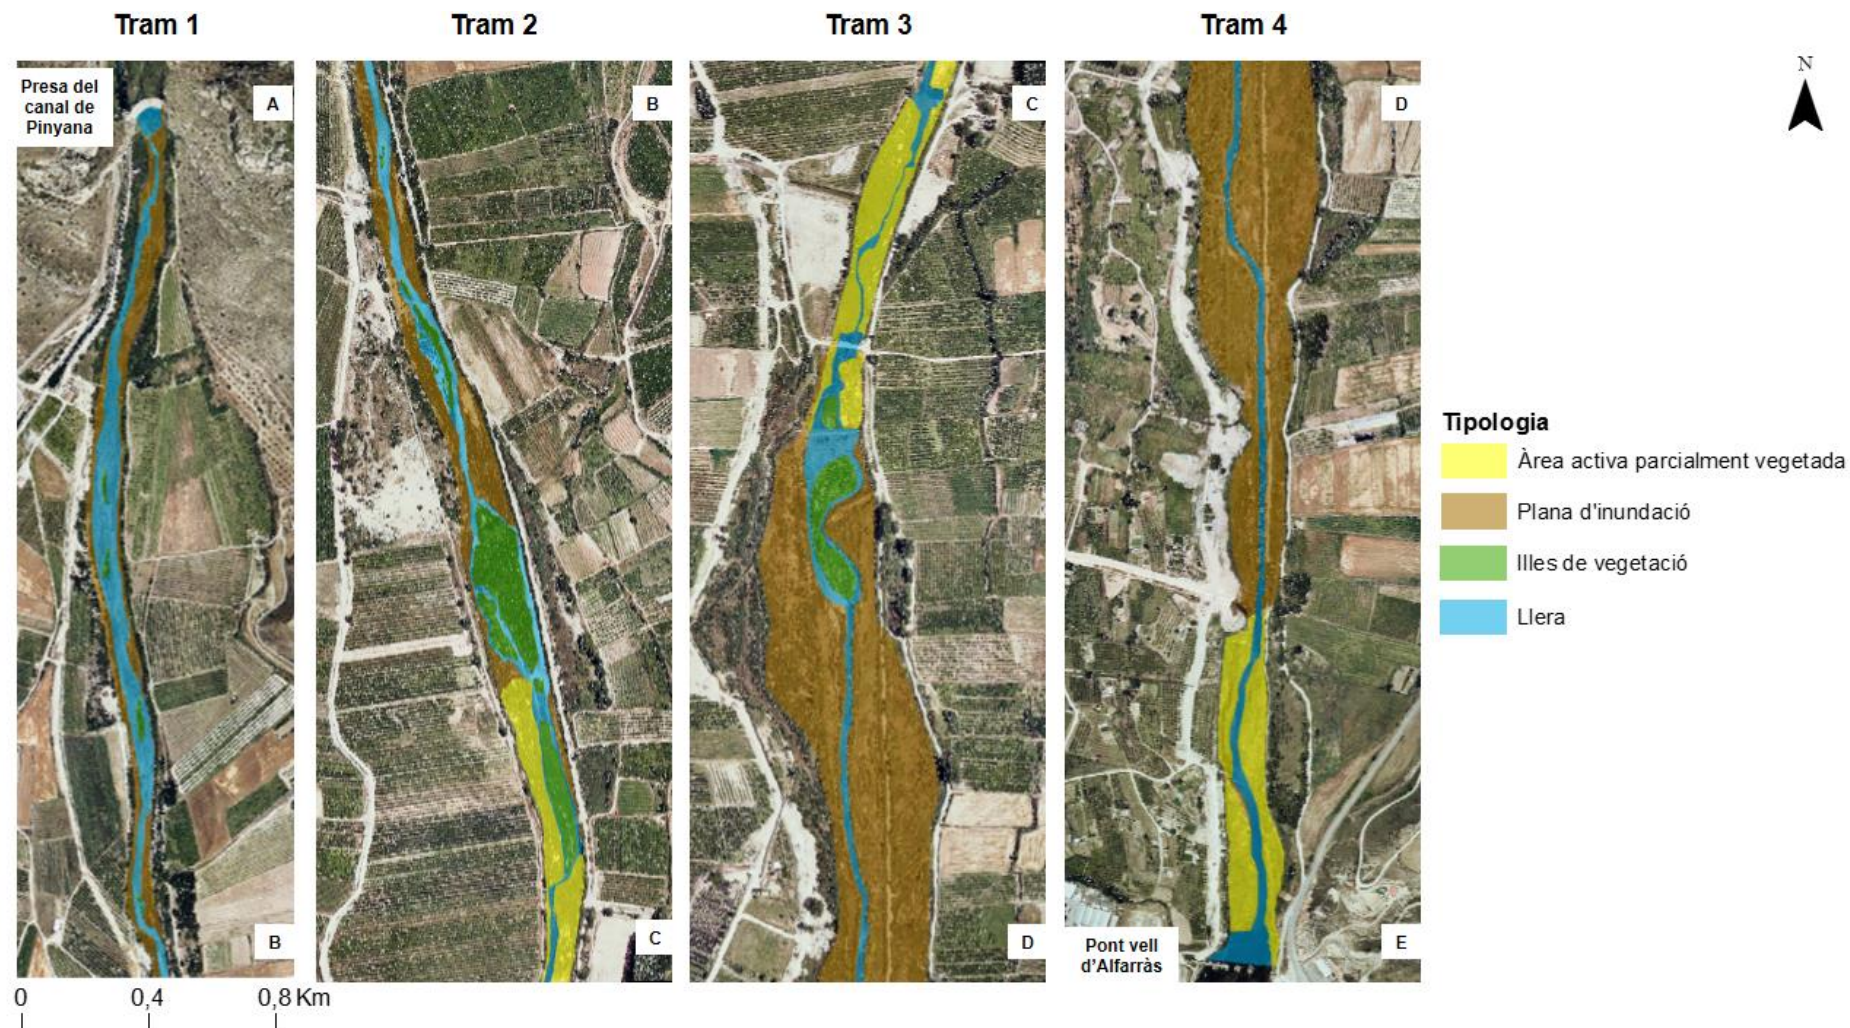 Tram 1
Tram 2
Tram 3
Tram 4
Presa del
canal de
Pinyana
A
B
C
D
N
B
C
D
Pont vell
d’Alfarràs
E
Tipologia
Àrea activa parcialment vegetada
Plana d'inundació
Illes de vegetació
Llera
0
0,4
0,8 Km